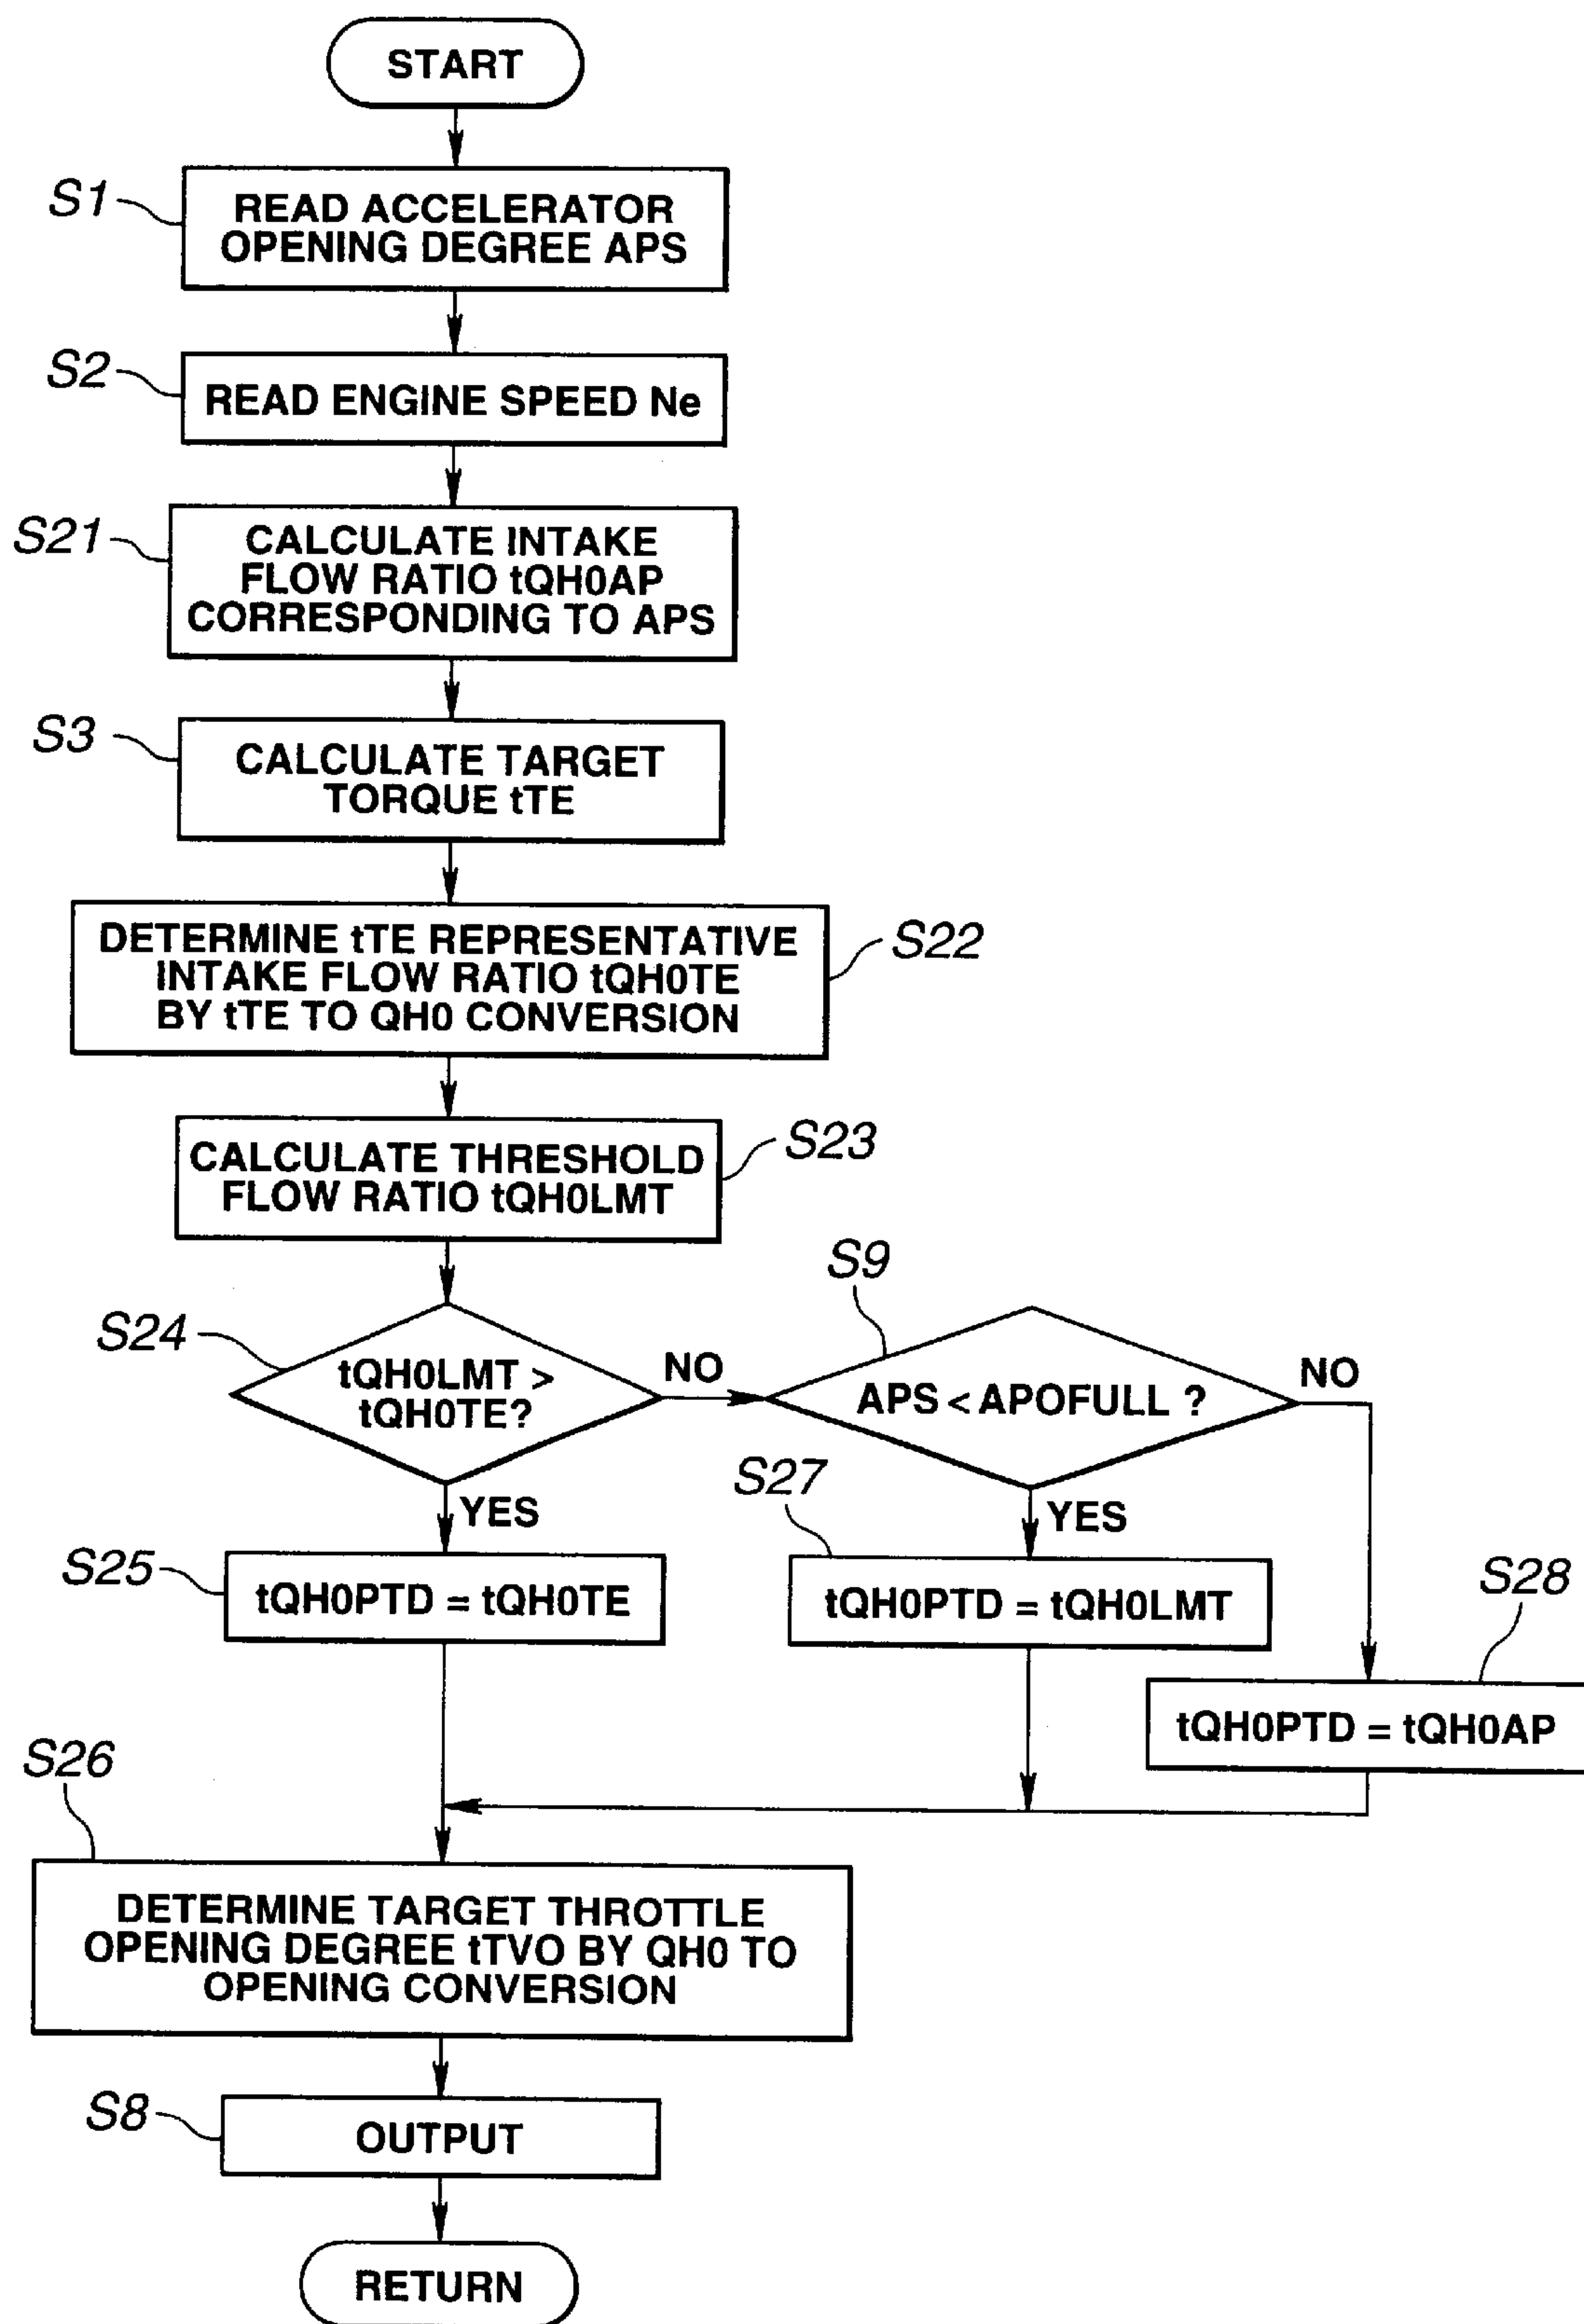 START
S1
READ ACCELERATOR
OPENING DEGREE APS
S2
READ ENGINE SPEED Ne
S21
CALCULATE INTAKE
FLOW RATIO tQH0AP
CORRESPONDING TO APS
S3
CALCULATE TARGET
TORQUE tTE
DETERMINE tTE REPRESENTATIVE
INTAKE FLOW RATIO tQH0TE
BY tTE TO QH0 CONVERSION
S22
CALCULATE THRESHOLD
FLOW RATIO tQH0LMT
S23
S24
tQH0LMT >
tQH0TE?
NO
YES
S9
APS < APOFULL ?
NO
YES
S25
tQH0PTD = tQH0TE
S27
tQH0PTD = tQH0LMT
S28
tQH0PTD = tQH0AP
S26
DETERMINE TARGET THROTTLE
OPENING DEGREE tTVO BY QH0 TO
OPENING CONVERSION
S8
OUTPUT
RETURN